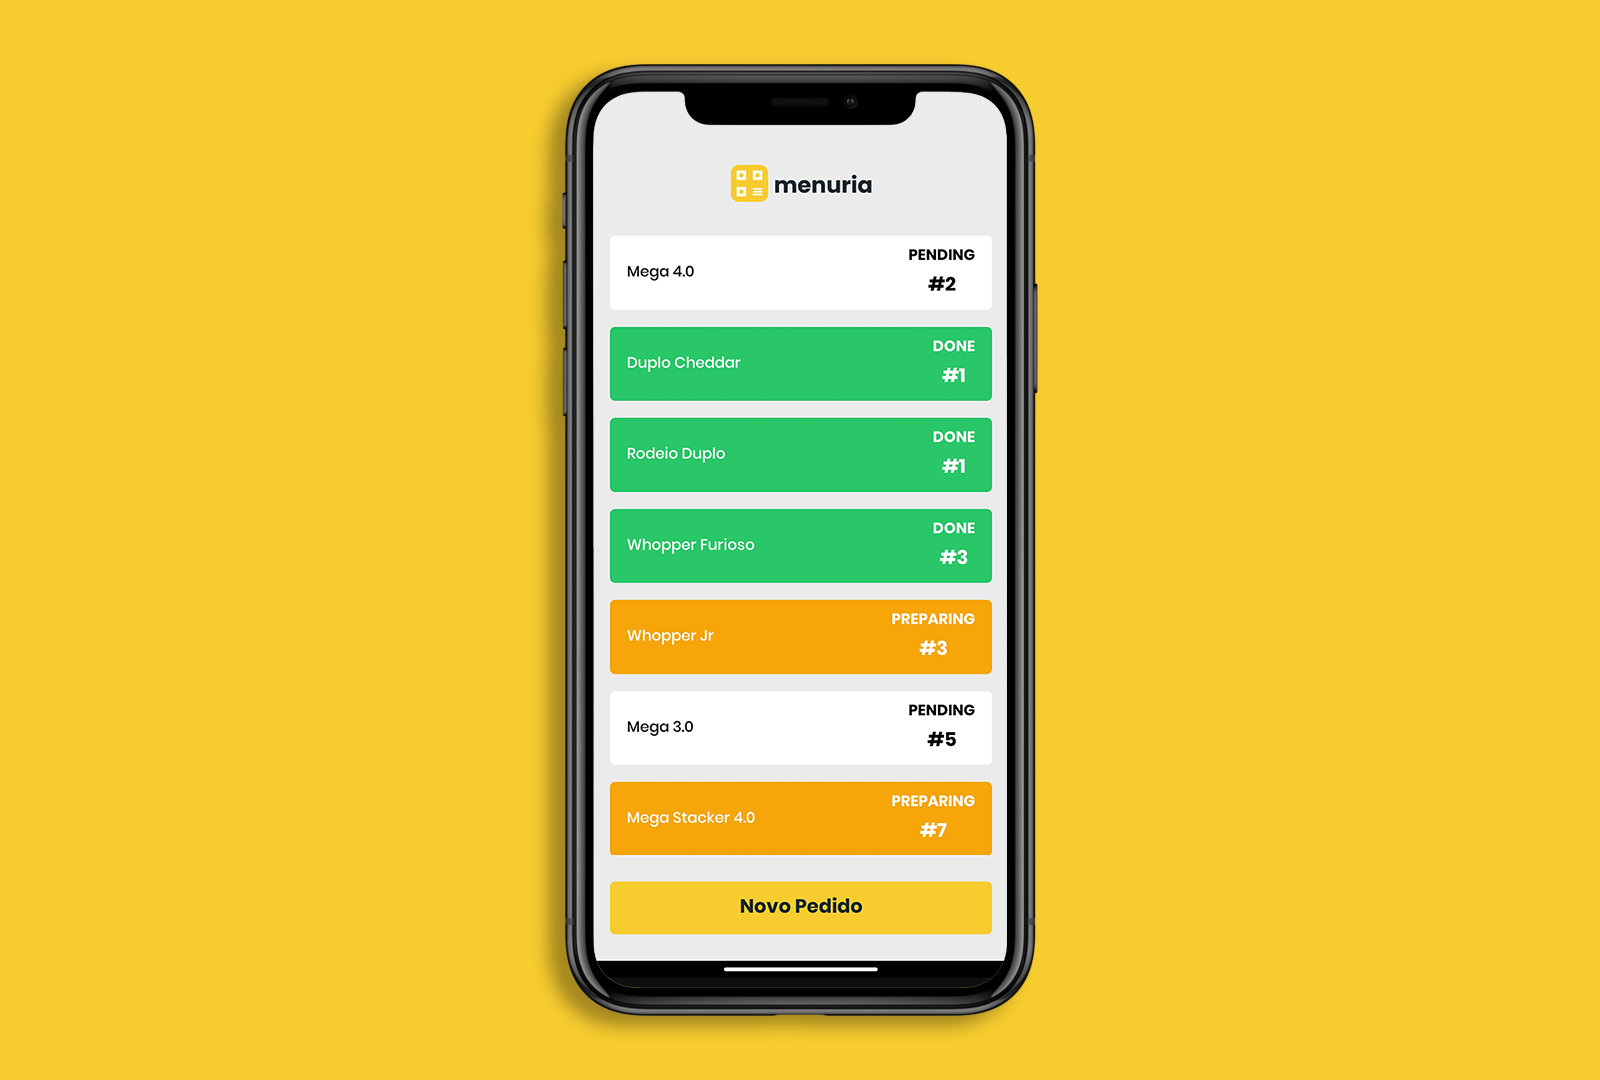 menuria
Mega 4.0
PENDING
#2
Duplo Cheddar
DONE
#1
Rodeio Duplo
DONE
#1
Whopper Furioso
DONE
#3
Whopper Jr
PREPARING
#3
Mega 3.0
PENDING
#5
Mega Stacker 4.0
PREPARING
#7
Novo Pedido